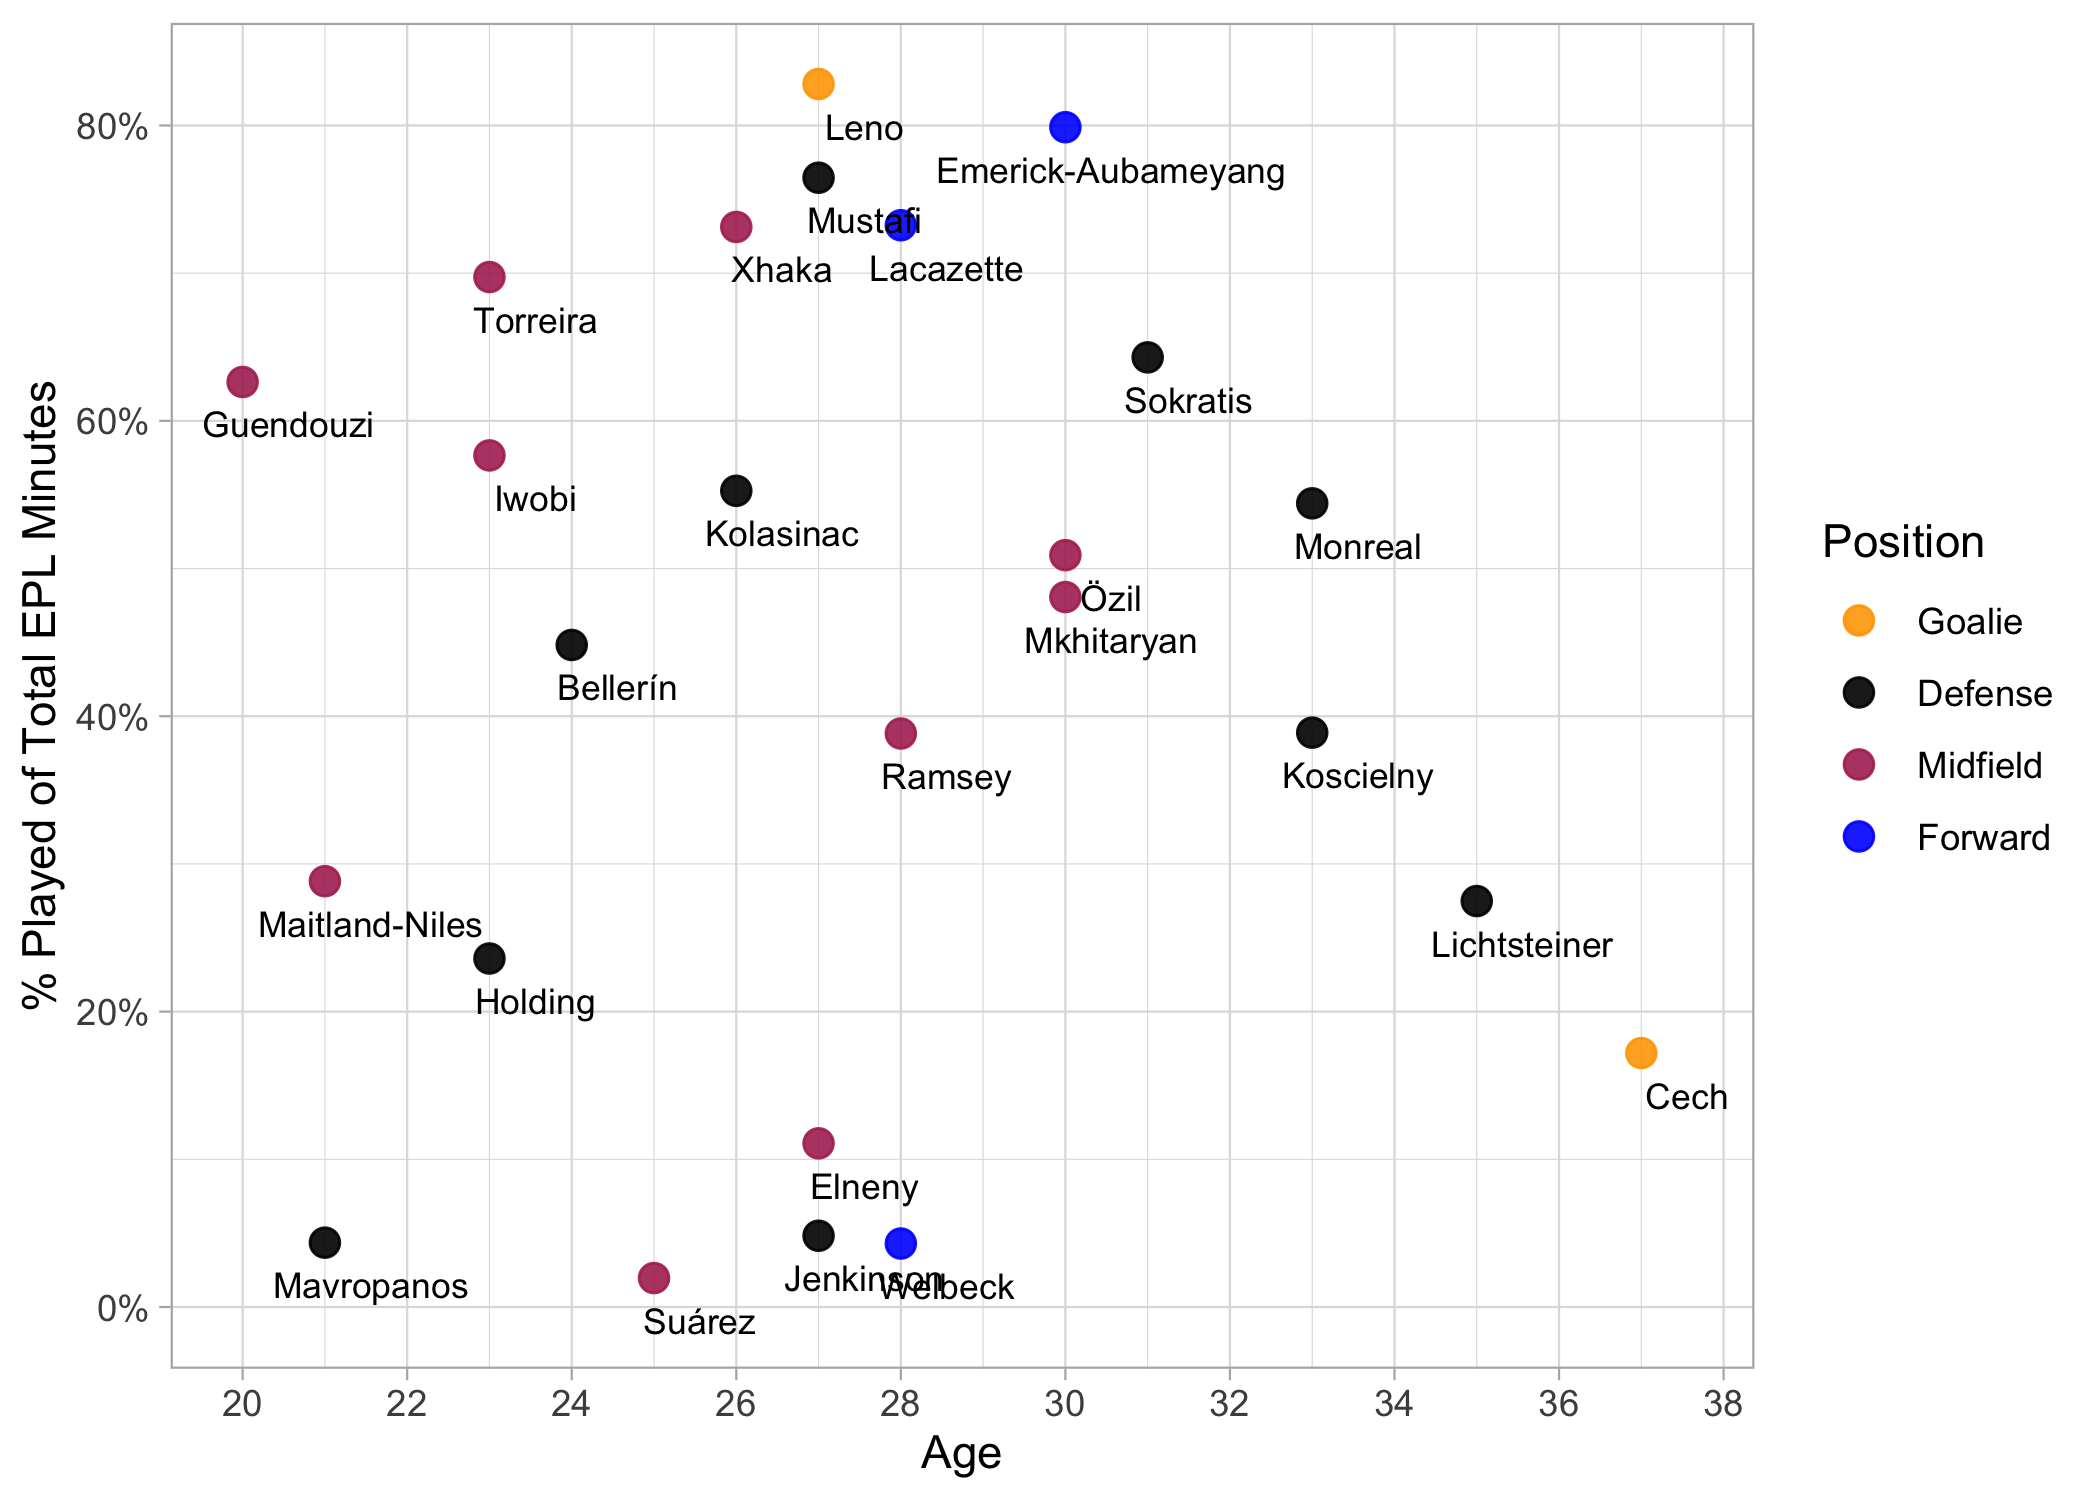 80%
60%
40%
20%
0%
% Played of Total EPL Minutes
Leno
Emerick-Aubameyang
Mustafi
Xhaka
Lacazette
Torreira
Sokratis
Guendouzi
Iwobi
Kolasinac
Monreal
Özil
Mkhitaryan
Bellerín
Ramsey
Koscielny
Maitland-Niles
Lichtsteiner
Holding
Cech
Elneny
Jenkinson
Welbeck
Mavropanos
Suárez
20 22 24 26 28 30 32 34 36 38
Age
Position
Goalie
Defense
Midfield
Forward